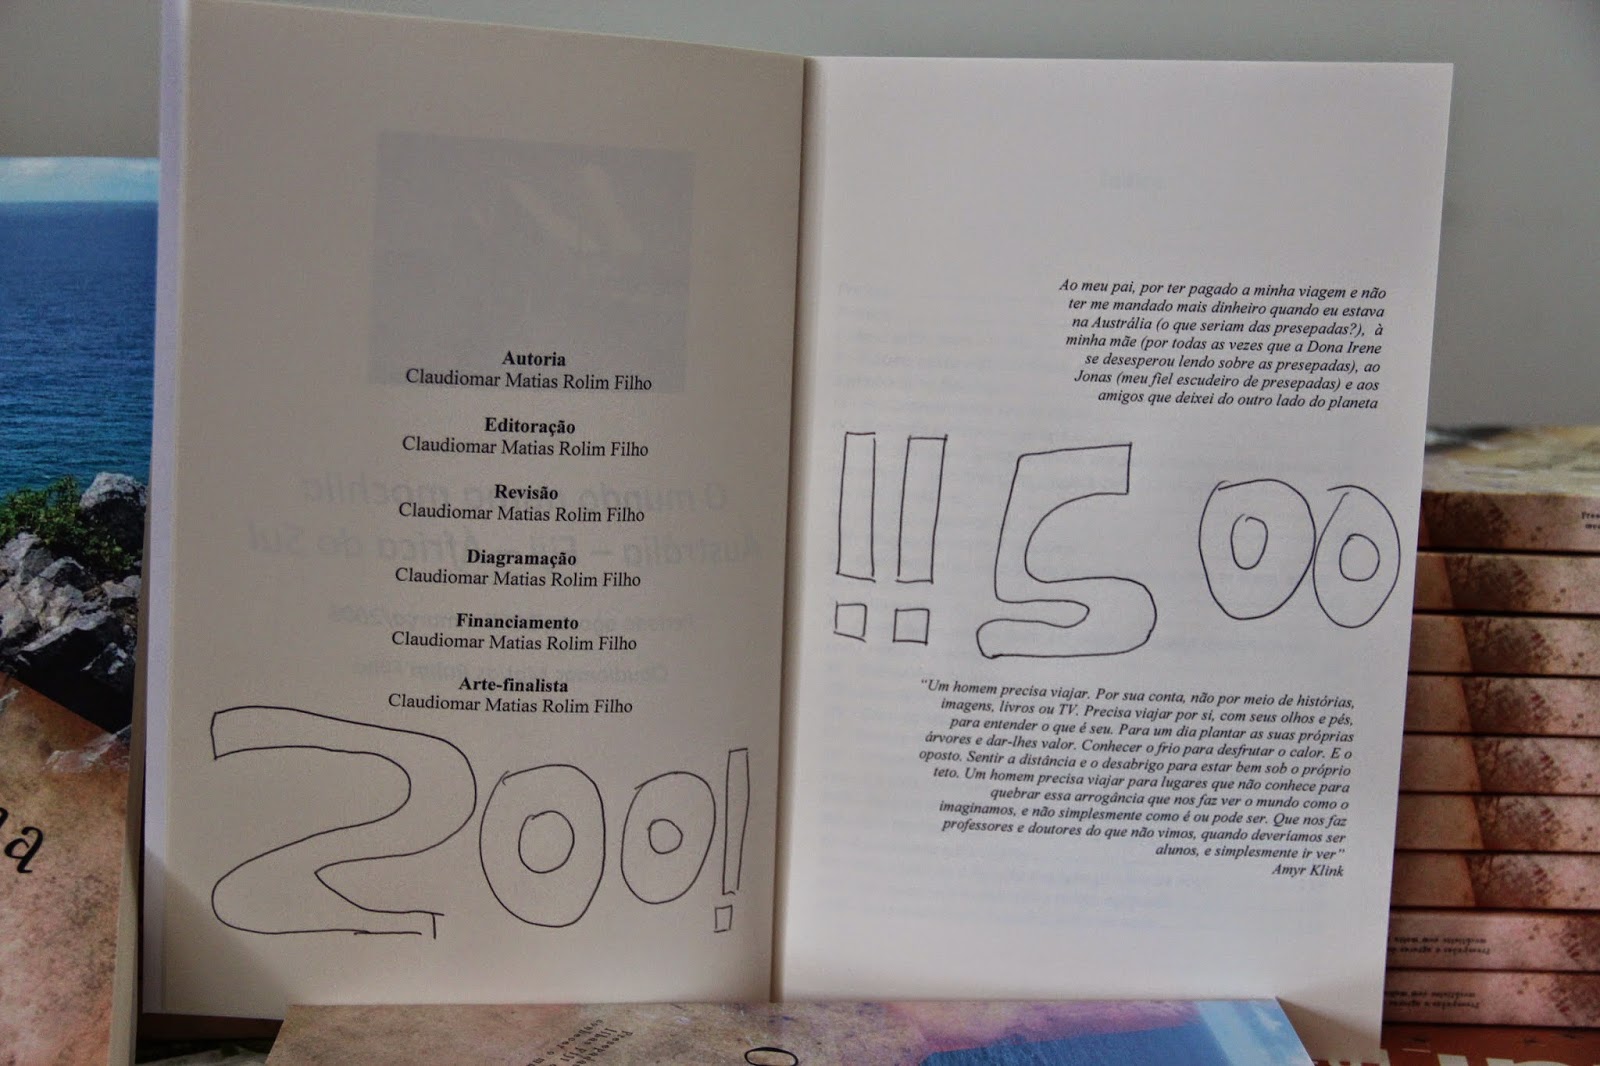 Autoria
Claudiomar Matias Rolim Filho
Editoração
Claudiomar Matias Rolim Filho
Revisão
Claudiomar Matias Rolim Filho
Diagramação
Claudiomar Matias Rolim Filho
Financiamento
Claudiomar Matias Rolim Filho
Arte-finalista
Claudiomar Matias Rolim Filho
200!
Ao meu pai, por ter pagado a minha viagem e não
ter me mandado mais dinheiro quando eu estava
na Austrália (o que seriam das presepadas?), à
minha mãe (por todas as vezes que a Dona Irene
se desesperou lendo sobre as presepadas), ao
Jonas (meu fiel escudeiro de presepadas) e aos
amigos que deixei do outro lado do planeta
!!500
“Um homem precisa viajar. Por sua conta, não por meio de histórias,
imagens, livros ou TV. Precisa viajar por si, com seus olhos e pés,
para entender o que é seu. Para um dia plantar as suas próprias
árvores e dar-lhes valor. Conhecer o frio para desfrutar o calor. E o
oposto. Sentir a distância e o desabrigo para estar bem sob o próprio
teto. Um homem precisa viajar para lugares que não conhece para
quebrar essa arrogância que nos faz ver o mundo como o
imaginamos, e não simplesmente como é ou pode ser. Que nos faz
professores e doutores do que não vimos, quando deveríamos ser
alunos, e simplesmente ir ver”
Amyr Klink